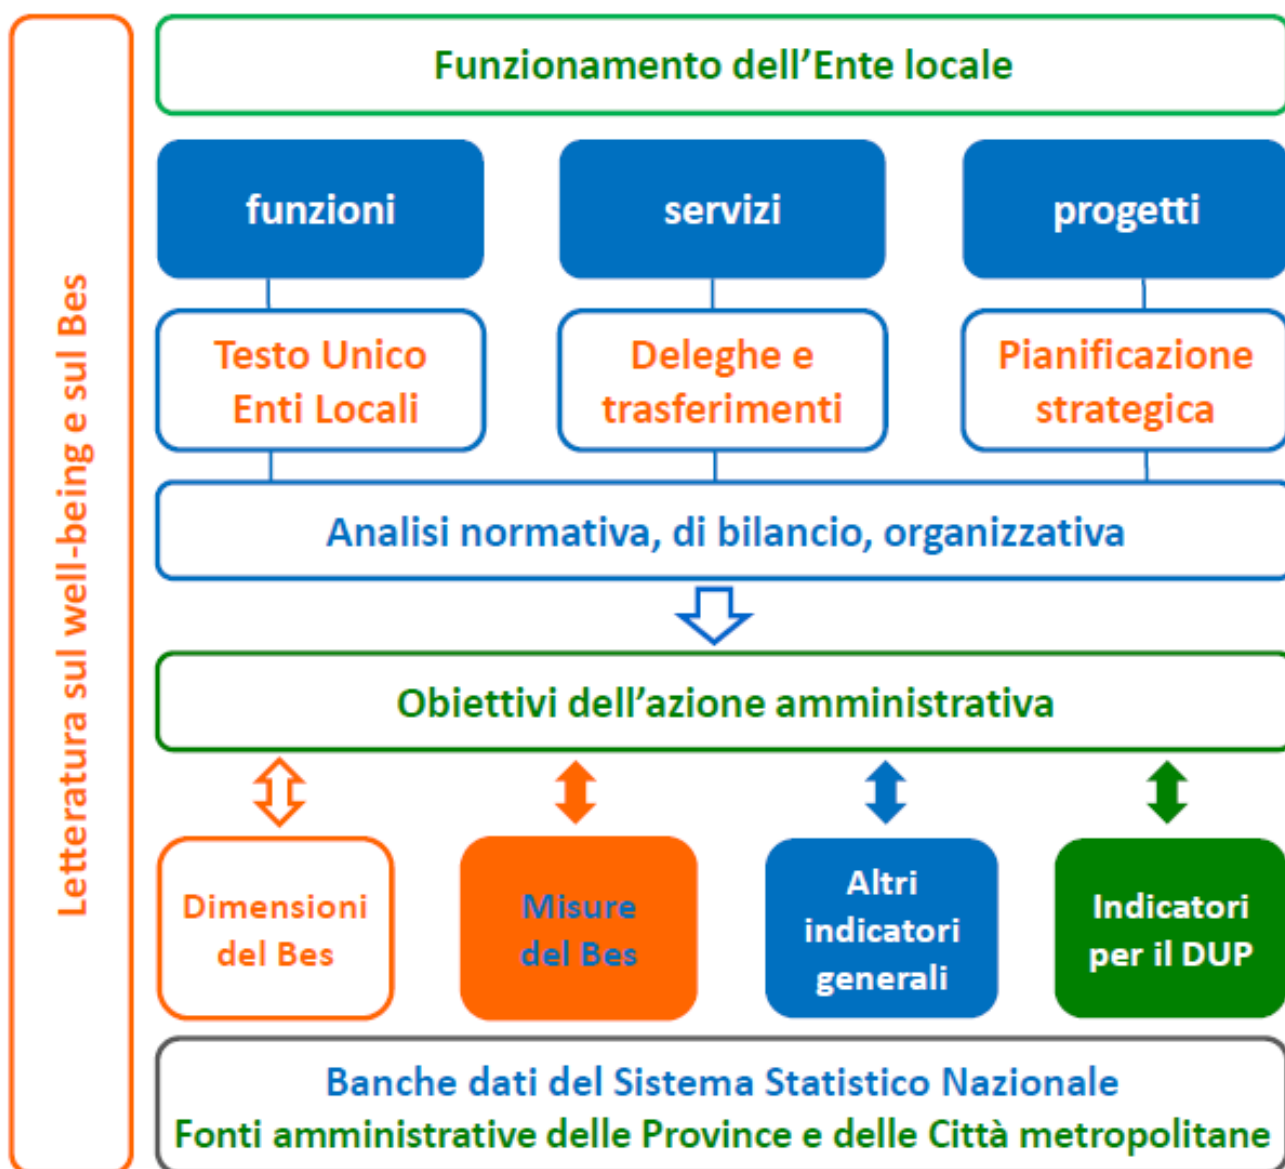 Letteratura sul well-being e sul Bes
Funzionamento dell'Ente locale
funzioni
servizi
progetti
Testo Unico
Enti Locali
Deleghe e
trasferimenti
Pianificazione
strategica
Analisi normativa, di bilancio, organizzativa
Obiettivi dell'azione amministrativa
Dimensioni
del Bes
Misure
del Bes
Altri
indicatori
generali
Indicatori
per il DUP
Banche dati del Sistema Statistico Nazionale
Fonti amministrative delle Province e delle Città metropolitane